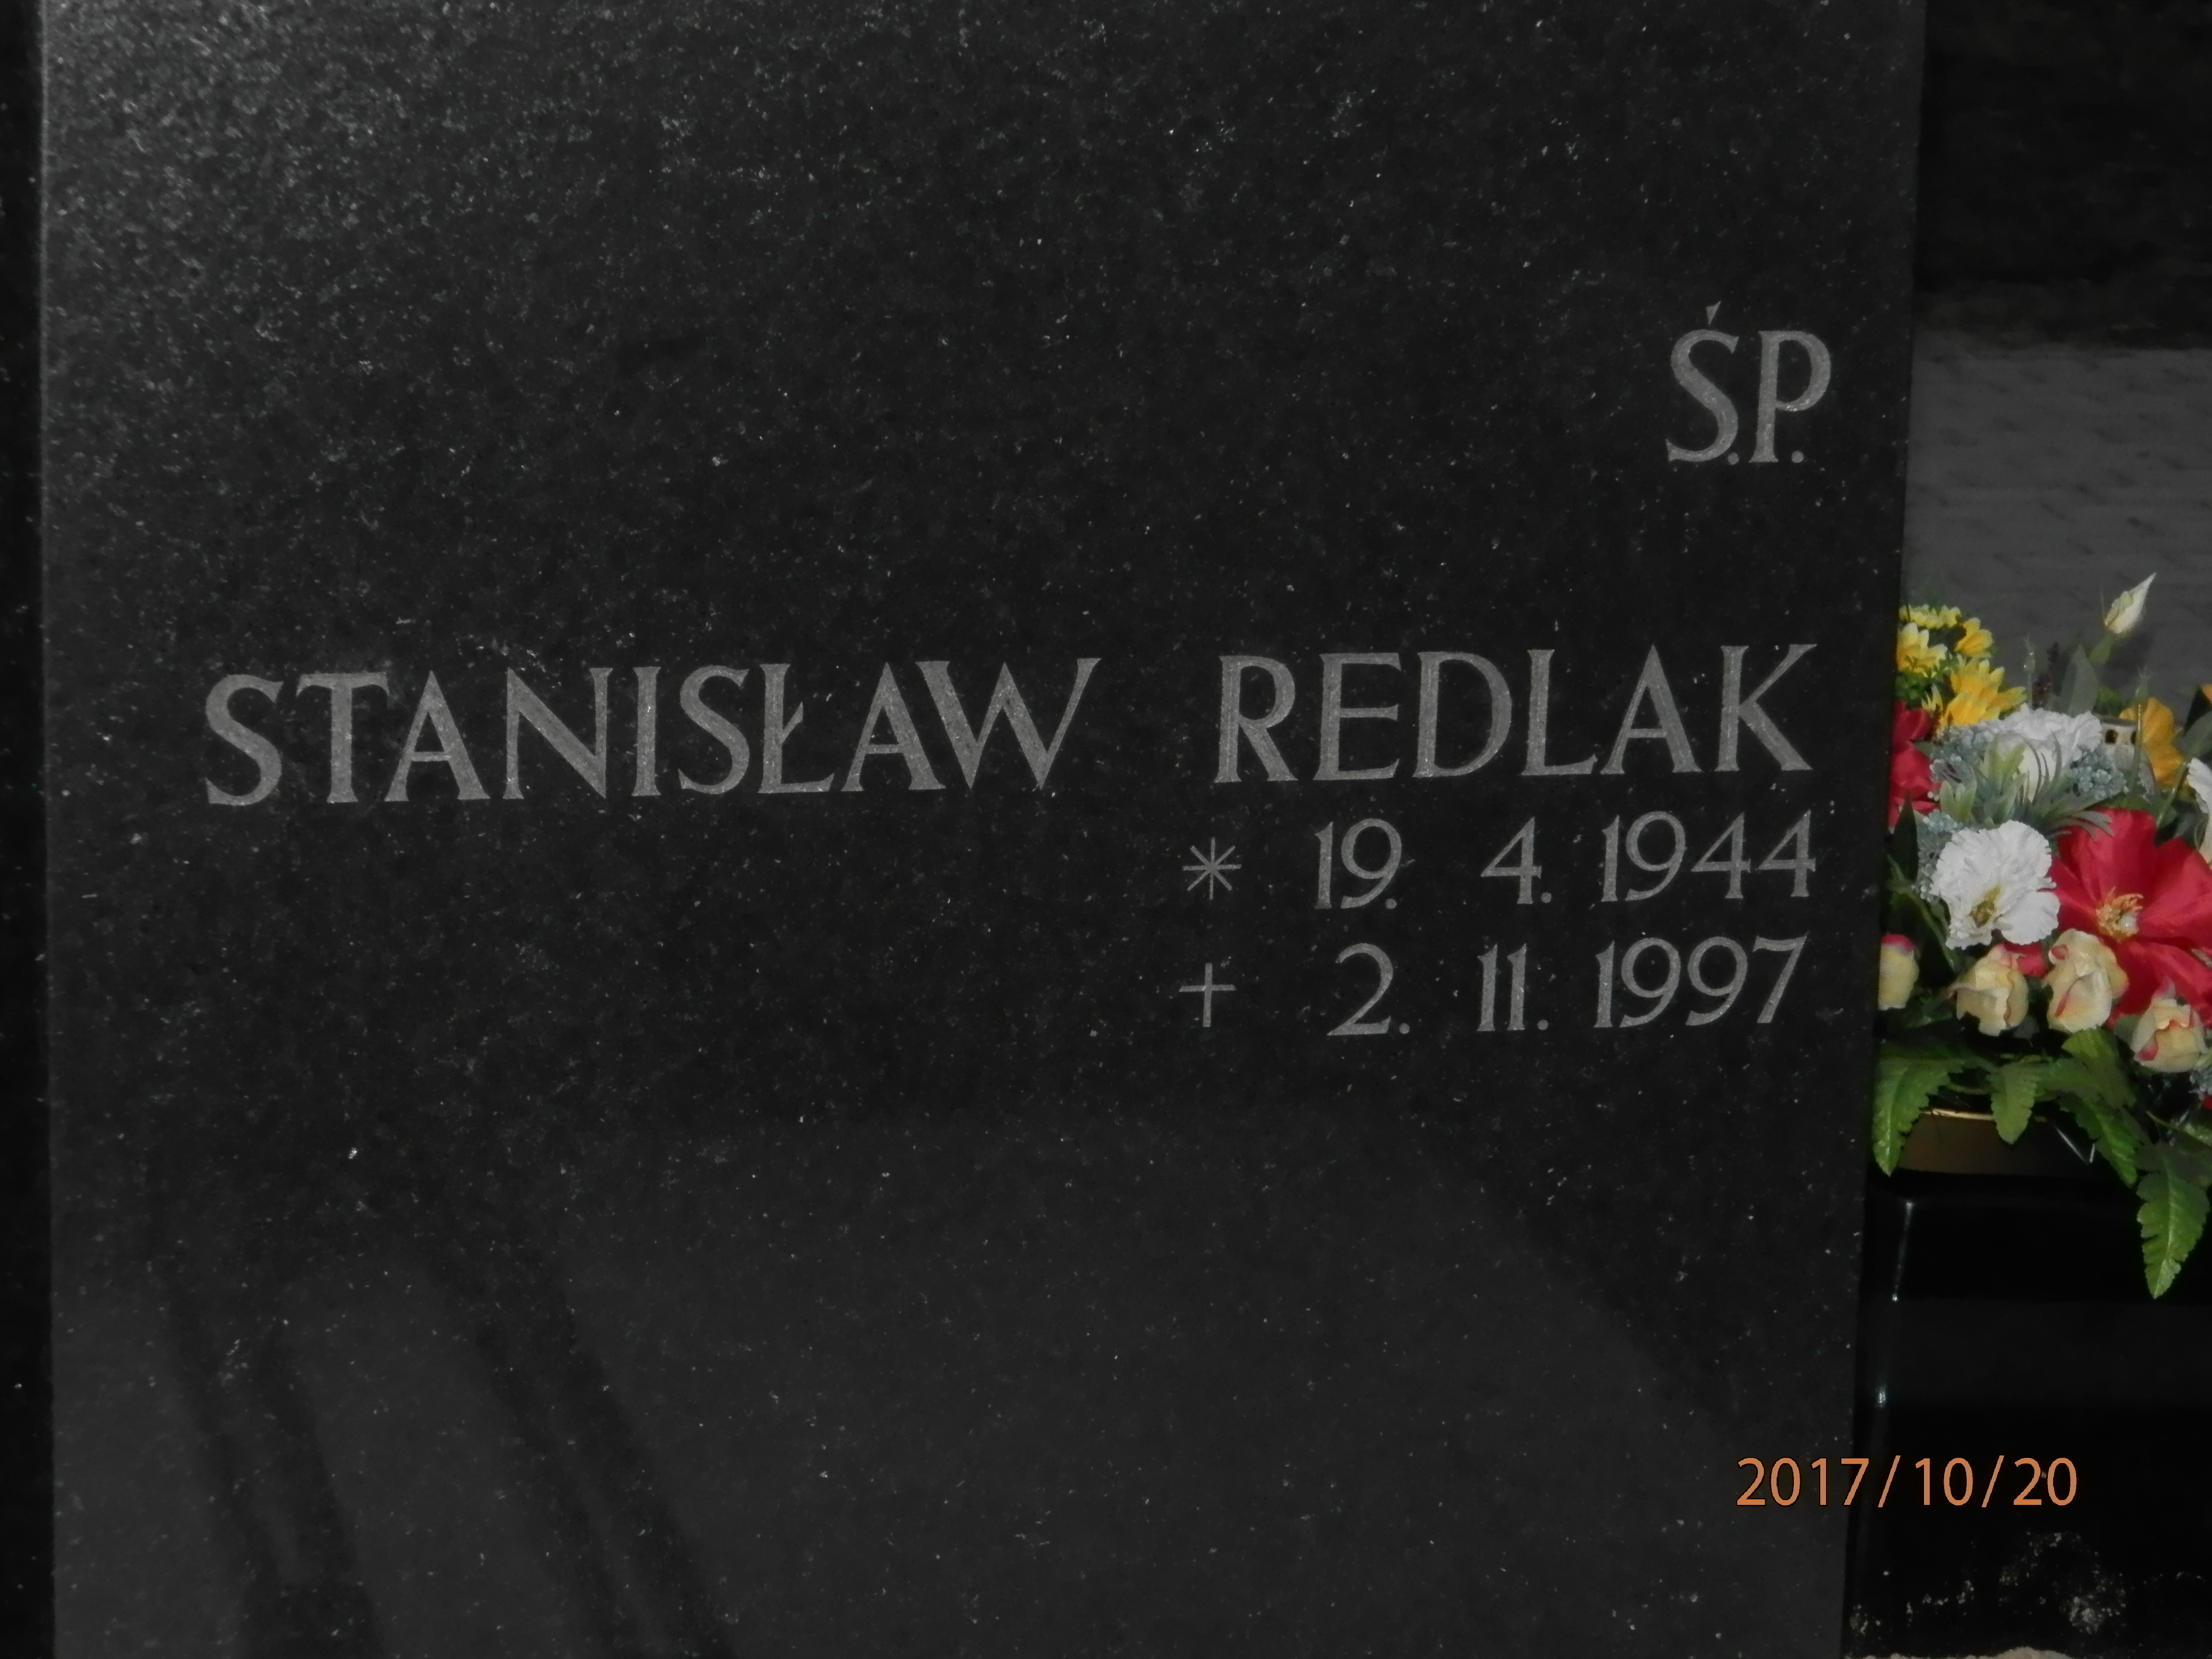 Ś.P.
STANISŁAW REDLAK
* 19. 4. 1944
+ 2. 11. 1997
2017/10/20